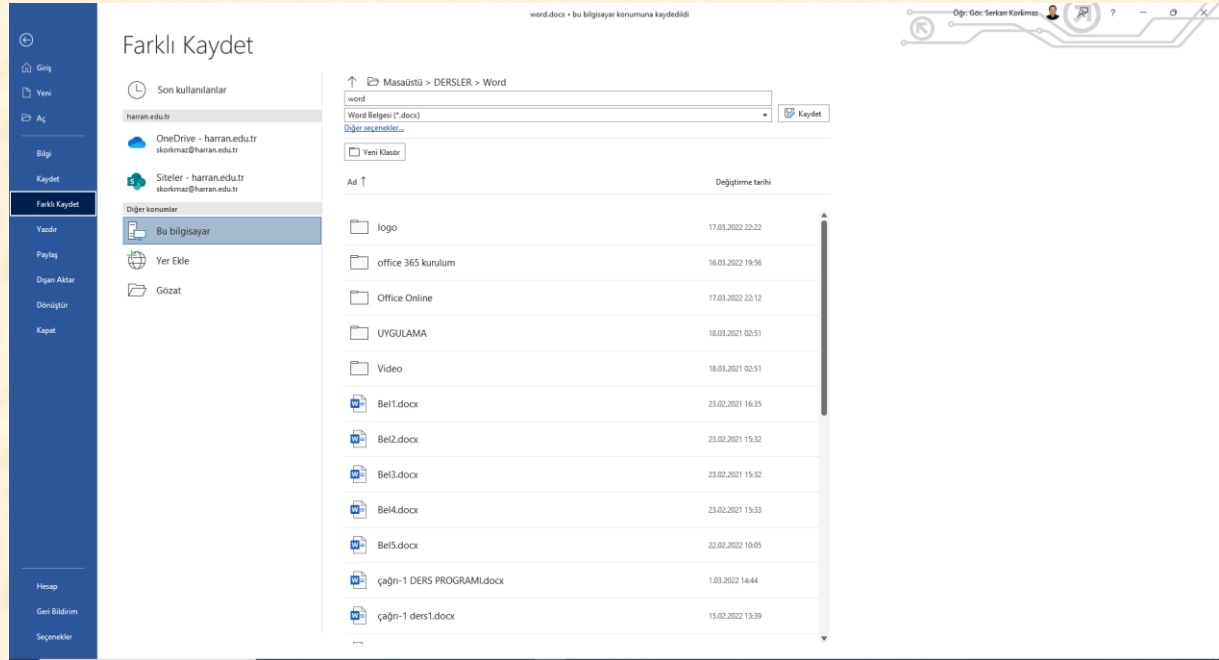 word.docx • bu bilgisayar konumuna kaydedildi
Öğr. Gör. Serkan Korkmaz
?
Farklı Kaydet
Giriş
Yeni
Aç
Bilgi
Kaydet
Farklı Kaydet
Yazdır
Paylaş
Dışarı Aktar
Dönüştür
Kapat
Hesap
Geri Bildirim
Seçenekler
Son kullanılanlar
harran.edu.tr
OneDrive - harran.edu.tr
skorkmaz@harran.edu.tr
Siteler - harran.edu.tr
skorkmaz@harran.edu.tr
Diğer konumlar
Bu bilgisayar
Yer Ekle
Gözat
Masaüstü > DERSLER > Word
word
Word Belgesi (*.docx)
Kaydet
Diğer seçenekler...
Yeni Klasör
Ad ↑ Değiştirme tarihi
logo 17.03.2022 22:22
office 365 kurulum 16.03.2022 19:56
Office Online 17.03.2022 22:12
UYGULAMA 18.03.2021 02:51
Video 18.03.2021 02:51
Bel1.docx 23.02.2021 16:35
Bel2.docx 23.02.2021 15:32
Bel3.docx 23.02.2021 15:32
Bel4.docx 23.02.2021 15:33
Bel5.docx 22.02.2022 10:05
çağrı-1 DERS PROGRAMI.docx 1.03.2022 14:44
çağrı-1 ders1.docx 15.02.2022 13:39